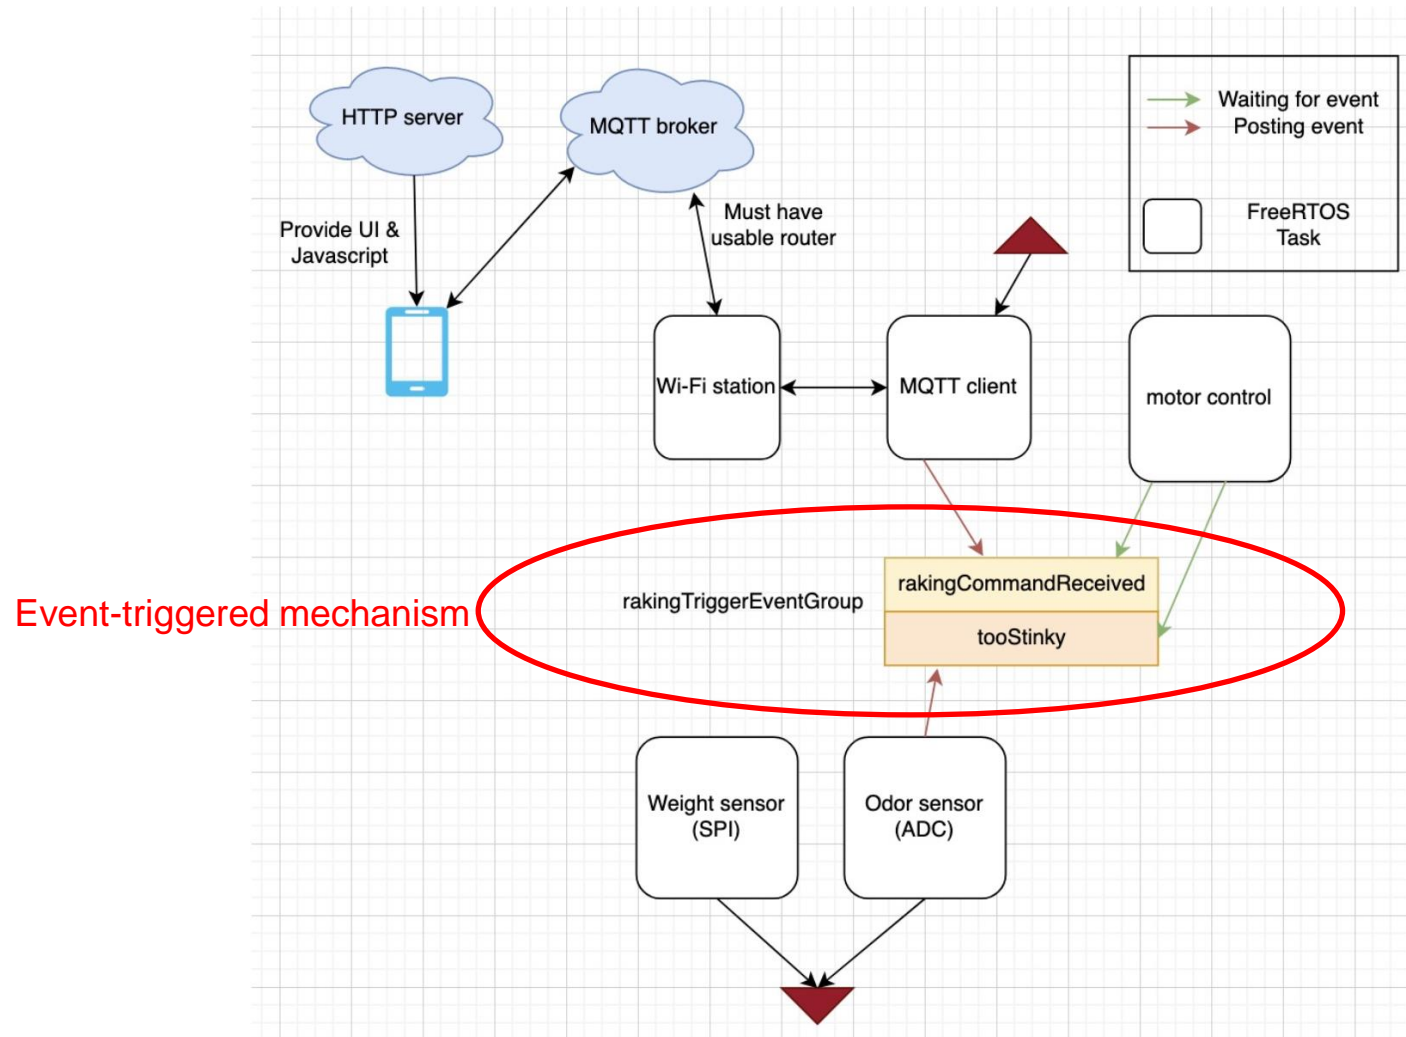 HTTP server
MQTT broker
Waiting for event
Posting event
FreeRTOS
Task
Provide UI &
Javascript
Must have
usable router
Wi-Fi station
MQTT client
motor control
Event-triggered mechanism
rakingTriggerEventGroup
rakingCommandReceived
tooStinky
Weight sensor
(SPI)
Odor sensor
(ADC)